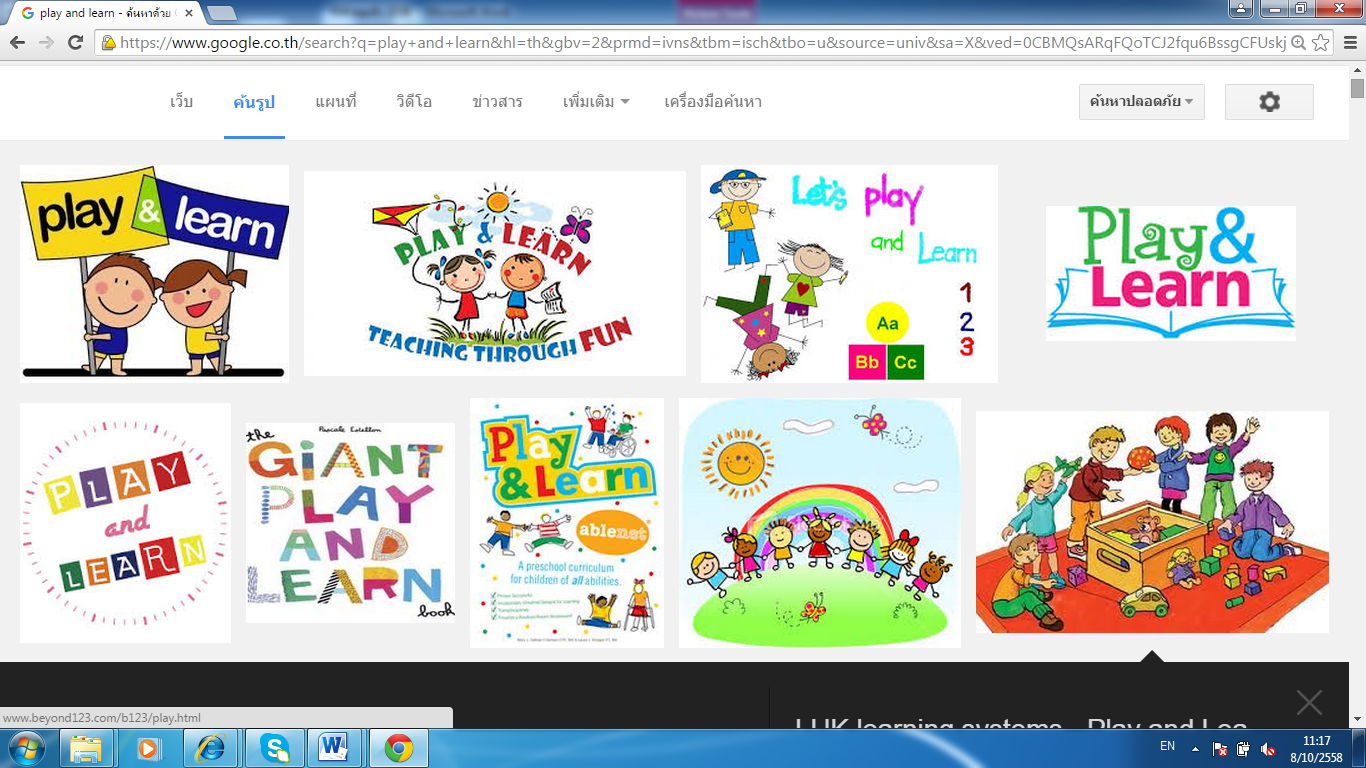 play and learn - ค้นหาด้วย
https://www.google.co.th/search?q=play+and+learn&hl=th&gbv=2&prmd=ivns&tbm=isch&tbo=u&source=univ&sa=X&ved=0CBMQsARqFQoTCJ2fqu6BssgCFUskj
เว็บ ค้นรูป แผนที่ วิดีโอ ข่าวสาร เพิ่มเติม เครื่องมือค้นหา ค้นหาปลอดภัย
play & learn
PLAY & LEARN
TEACHING THROUGH FUN
Let's play
and Learn
1
2
3
Aa
Bb Cc
Play&
Learn
PLAY
and
LEARN
Pascale Estellon
the
GIANT
PLAY
AND
LEARN
book
Play
& Learn
ablenet
A preschool curriculum
for children of all abilities.
www.beyond123.com/b123/play.html
EN
11:17
8/10/2558